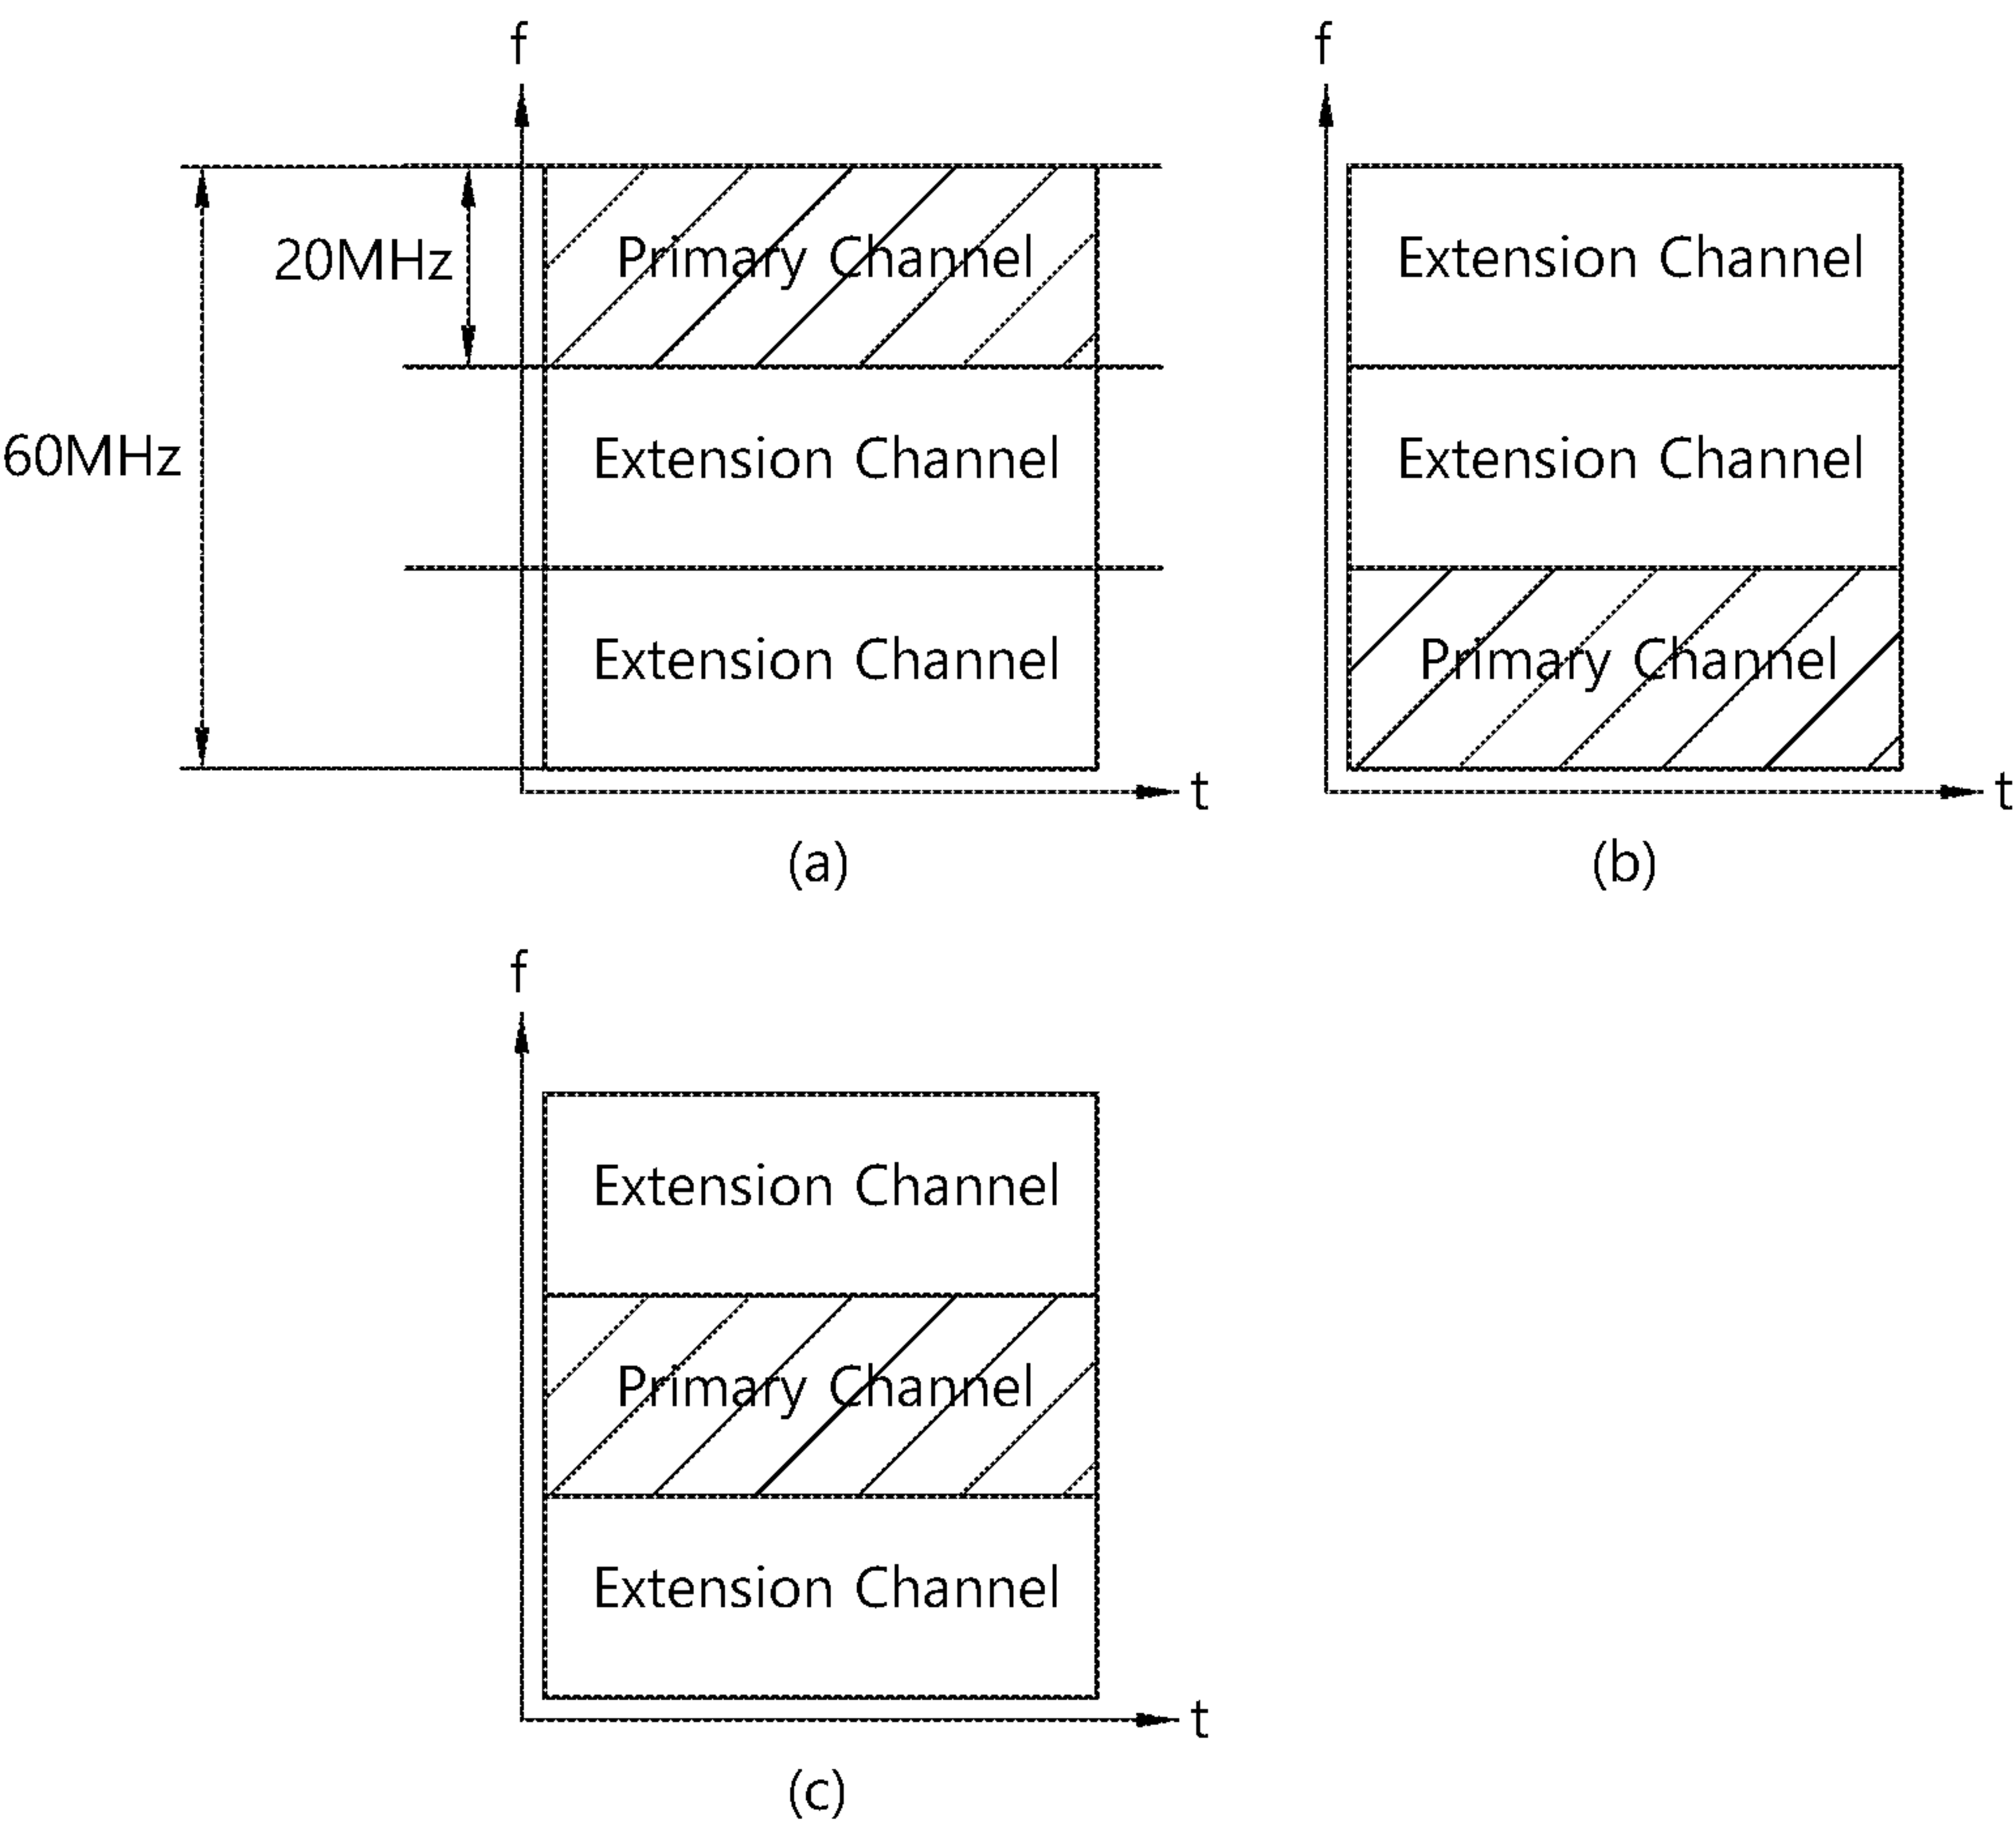 f
20MHz
60MHz
Primary Channel
Extension Channel
Extension Channel
t
(a)
f
Extension Channel
Extension Channel
Primary Channel
t
(b)
f
Extension Channel
Primary Channel
Extension Channel
t
(c)